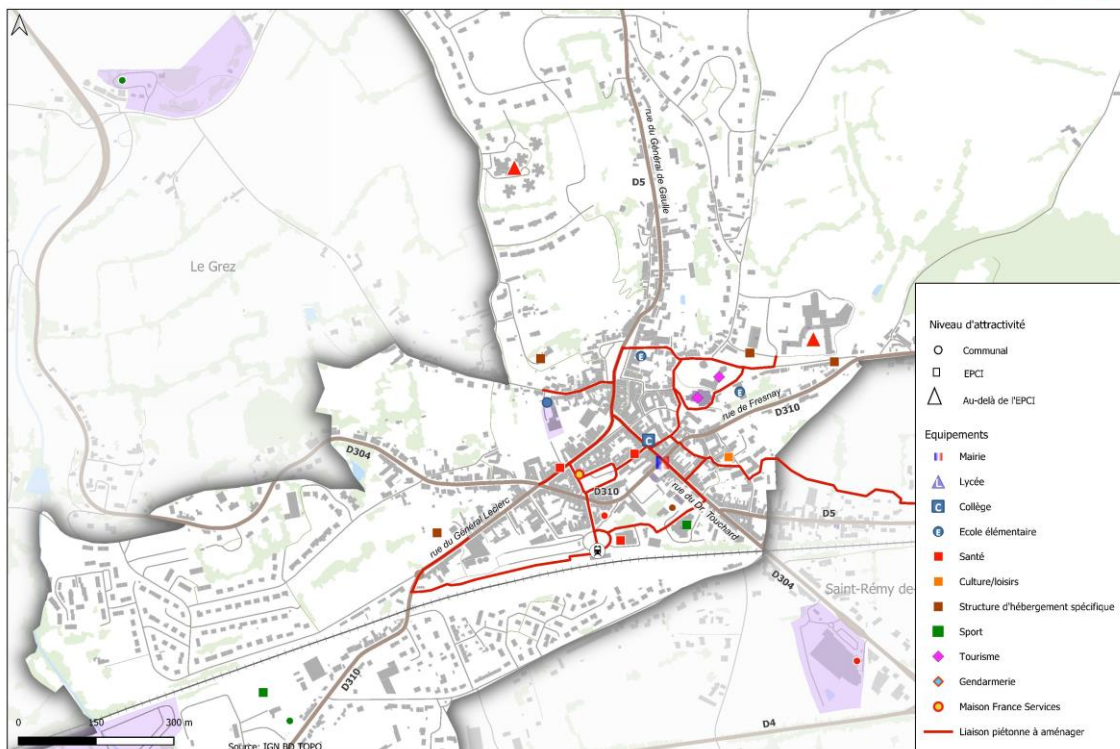 rue du Général de Gaulle
D5
Le Grez
E
E
rue de Fresnay
D310
C
D304
D310
rue du Général Leclerc
rue du Dr. Touchard
D5
D304
Saint-Rémy-de-
D310
D4
0 150 300 m
Source: IGN BD TOPO
Niveau d'attractivité
Communal
EPCI
Au-delà de l'EPCI
Equipements
Mairie
Lycée
C Collège
E Ecole élémentaire
Santé
Culture/loisirs
Structure d'hébergement spécifique
Sport
Tourisme
Gendarmerie
Maison France Services
Liaison piétonne à aménager